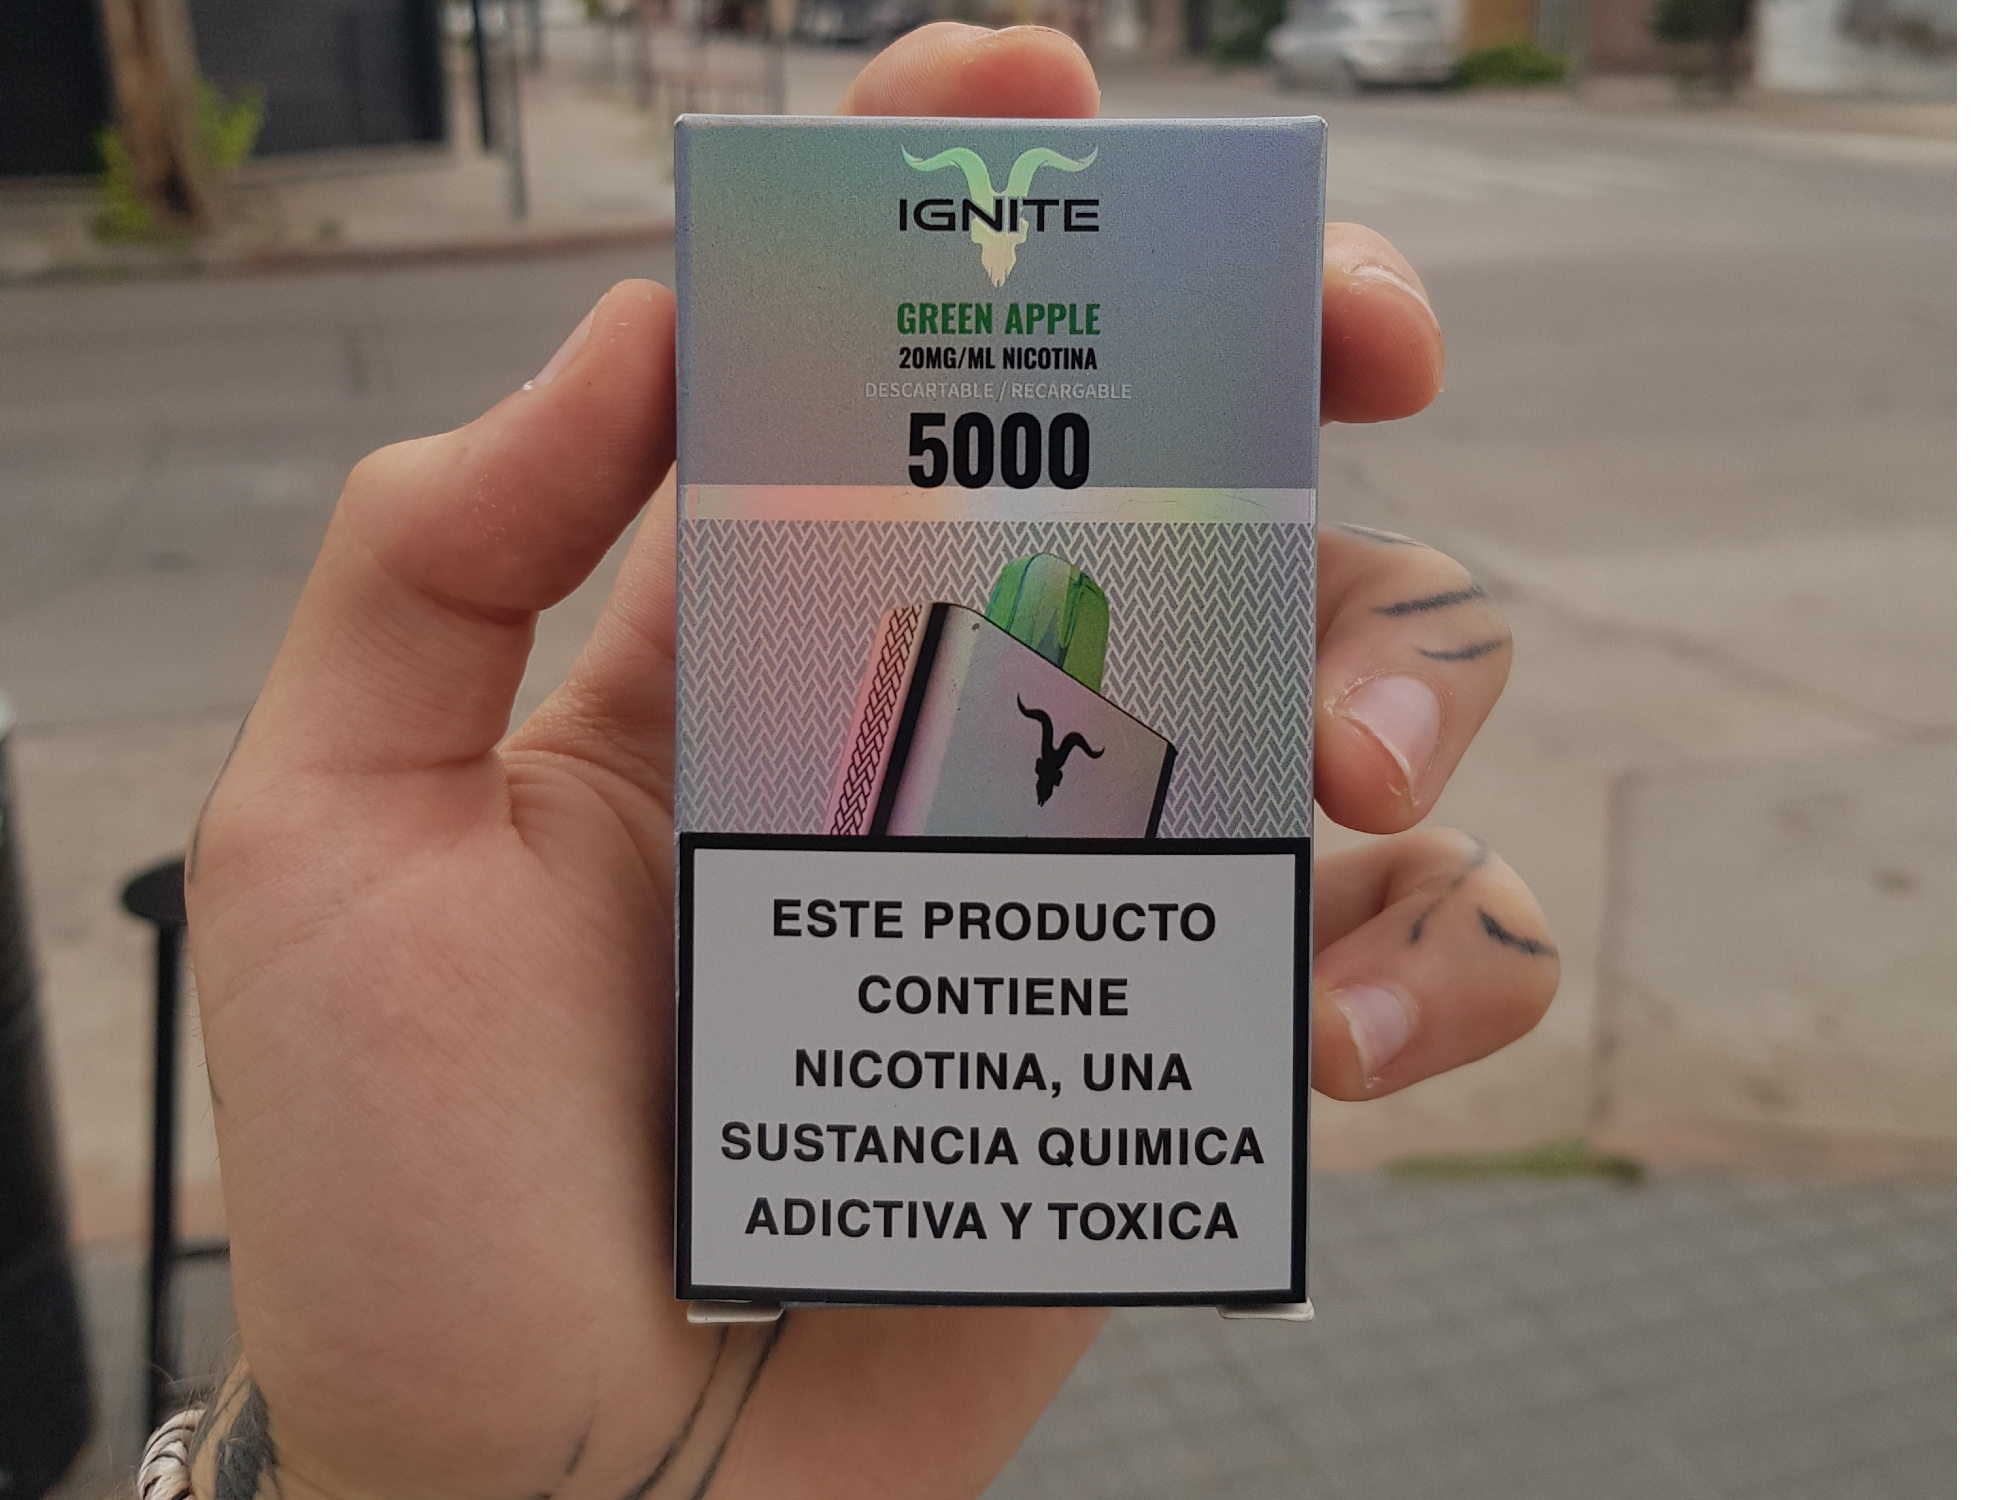 IGNITE
GREEN APPLE
20MG/ML NICOTINA
DESCARTABLE / RECARGABLE
5000
ESTE PRODUCTO
CONTIENE
NICOTINA, UNA
SUSTANCIA QUIMICA
ADICTIVA Y TOXICA